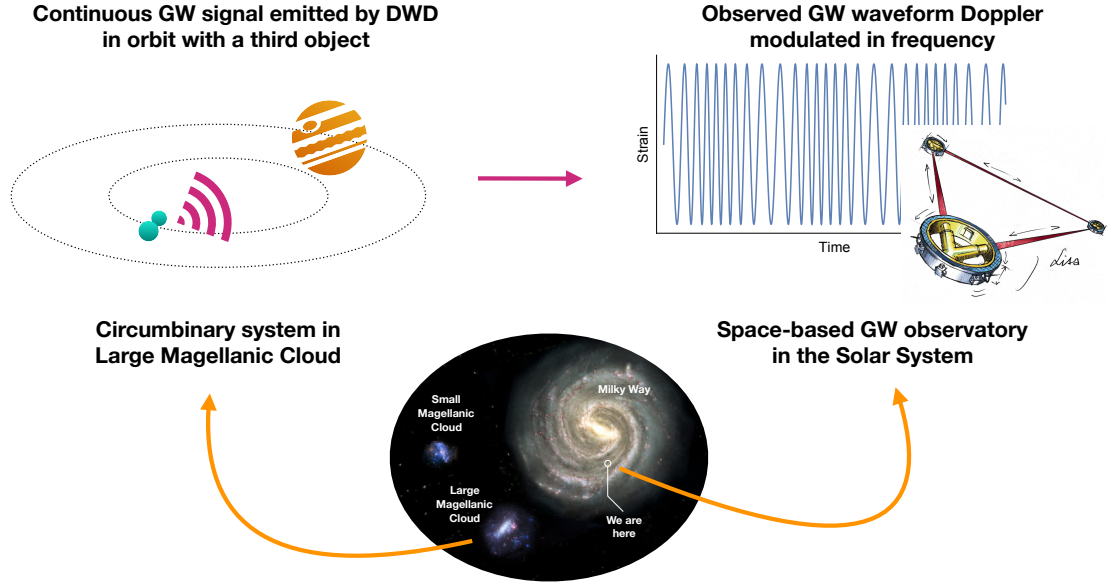 Continuous GW signal emitted by DWD
in orbit with a third object
Observed GW waveform Doppler
modulated in frequency
Strain
Time
Lisa
Circumbinary system in
Large Magellanic Cloud
Space-based GW observatory
in the Solar System
Milky Way
Small
Magellanic
Cloud
Large
Magellanic
Cloud
We are
here